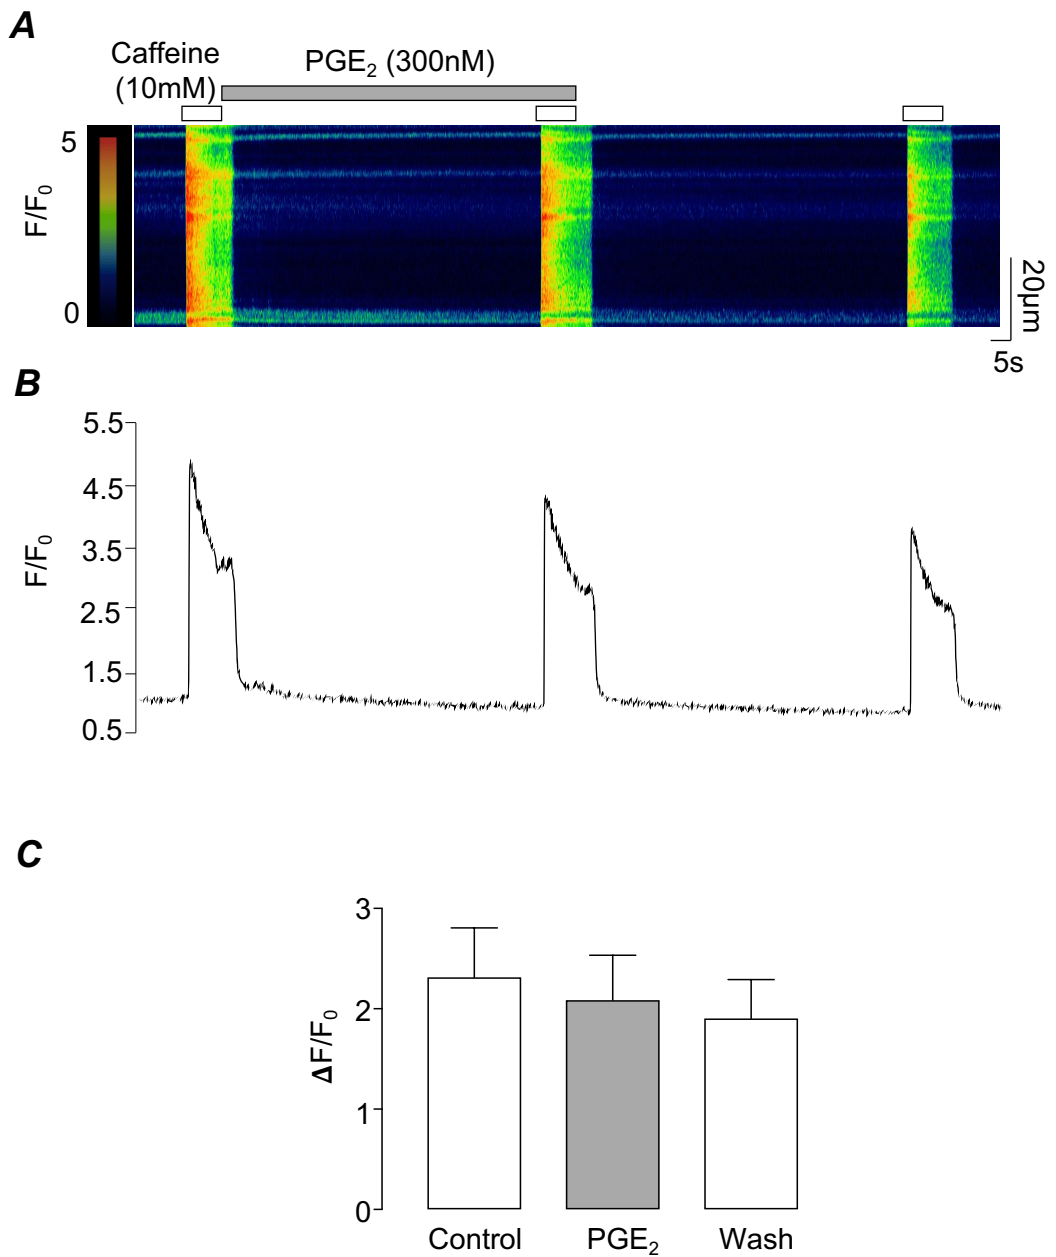 A
Caffeine
(10mM)
PGE₂ (300nM)
5
F/F₀
0
20µm
5s
B
5.5
4.5
3.5
2.5
1.5
0.5
F/F₀
C
3
2
1
0
ΔF/F₀
Control
PGE₂
Wash